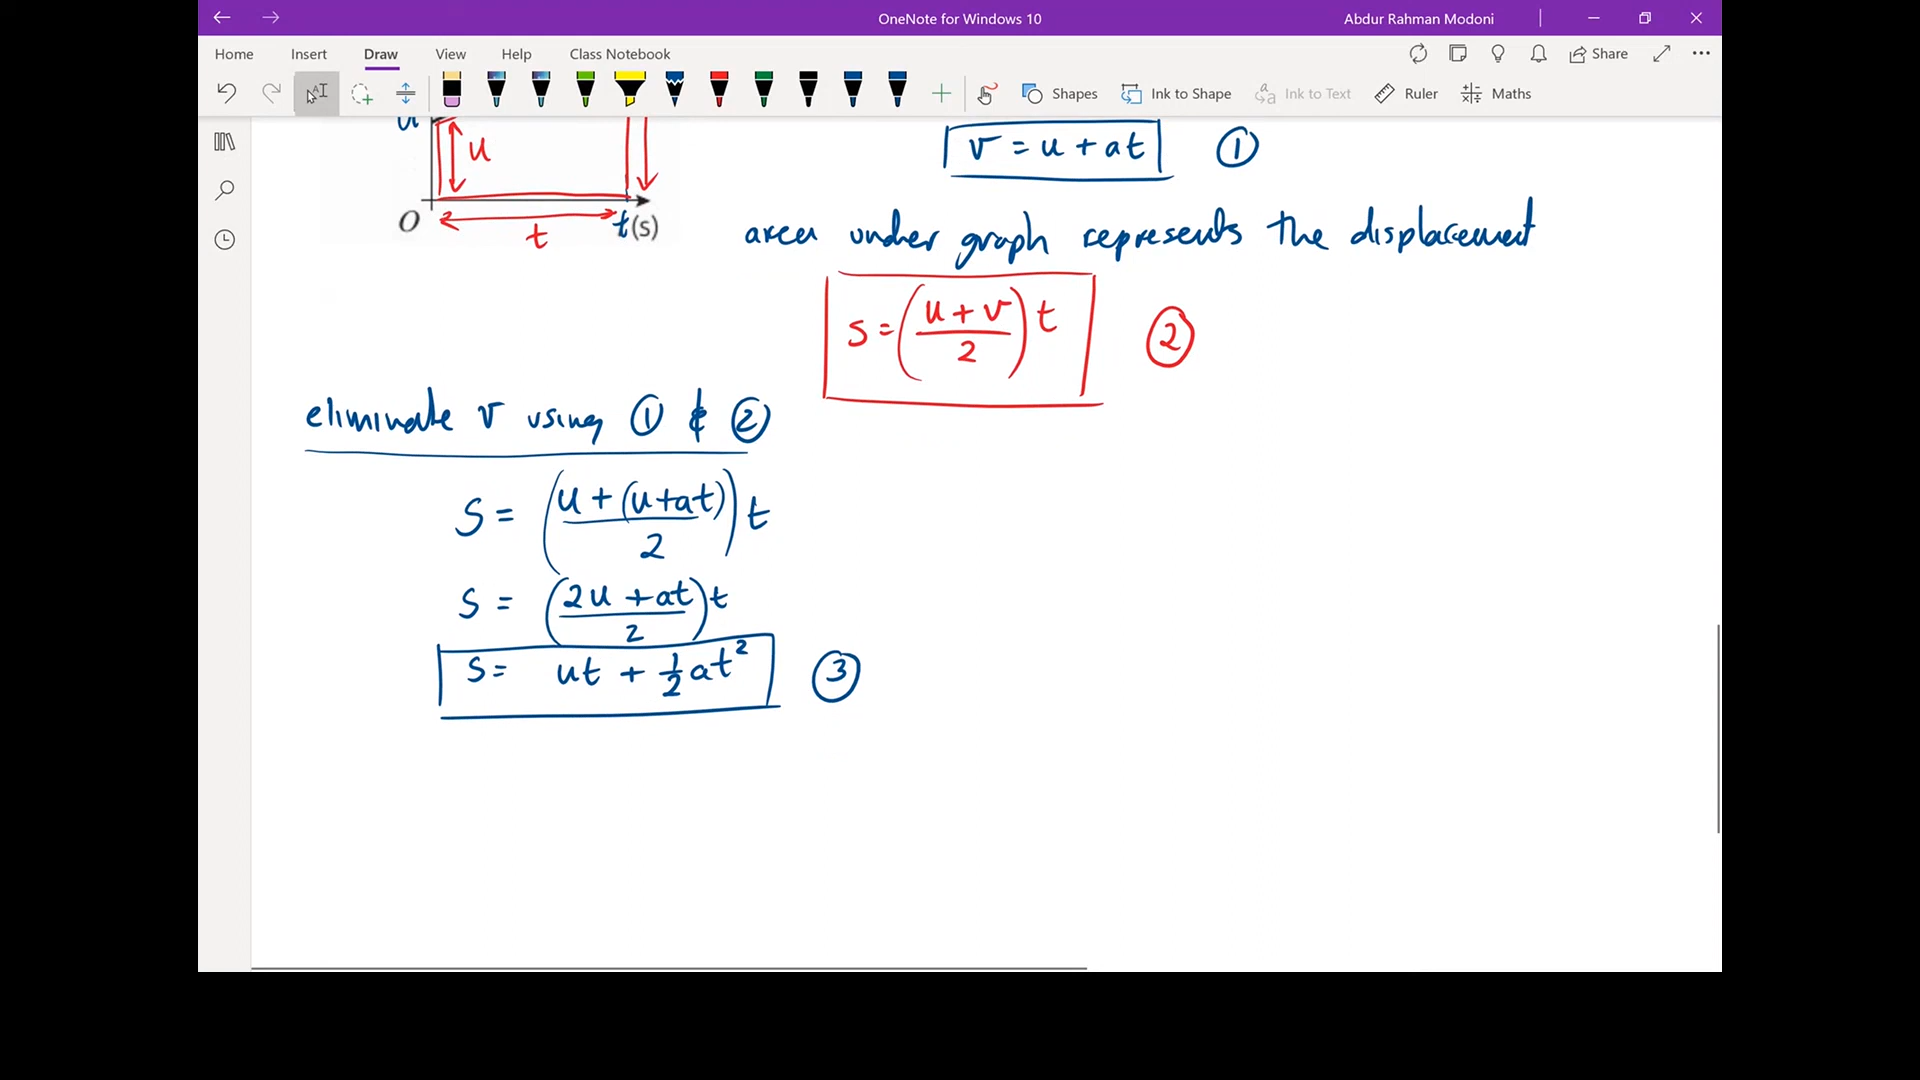 OneNote for Windows 10
Abdur Rahman Modoni
Home Insert Draw View Help Class Notebook
Share
Shapes Ink to Shape Ink to Text Ruler Maths
u
u
v = u + at ①
O t t(s)
area under graph represents the displacement
s = (u + v / 2) t ②
eliminate v using ① & ②
S = (u + (u+at) / 2) t
S = (2u + at / 2) t
S = ut + ½at² ③